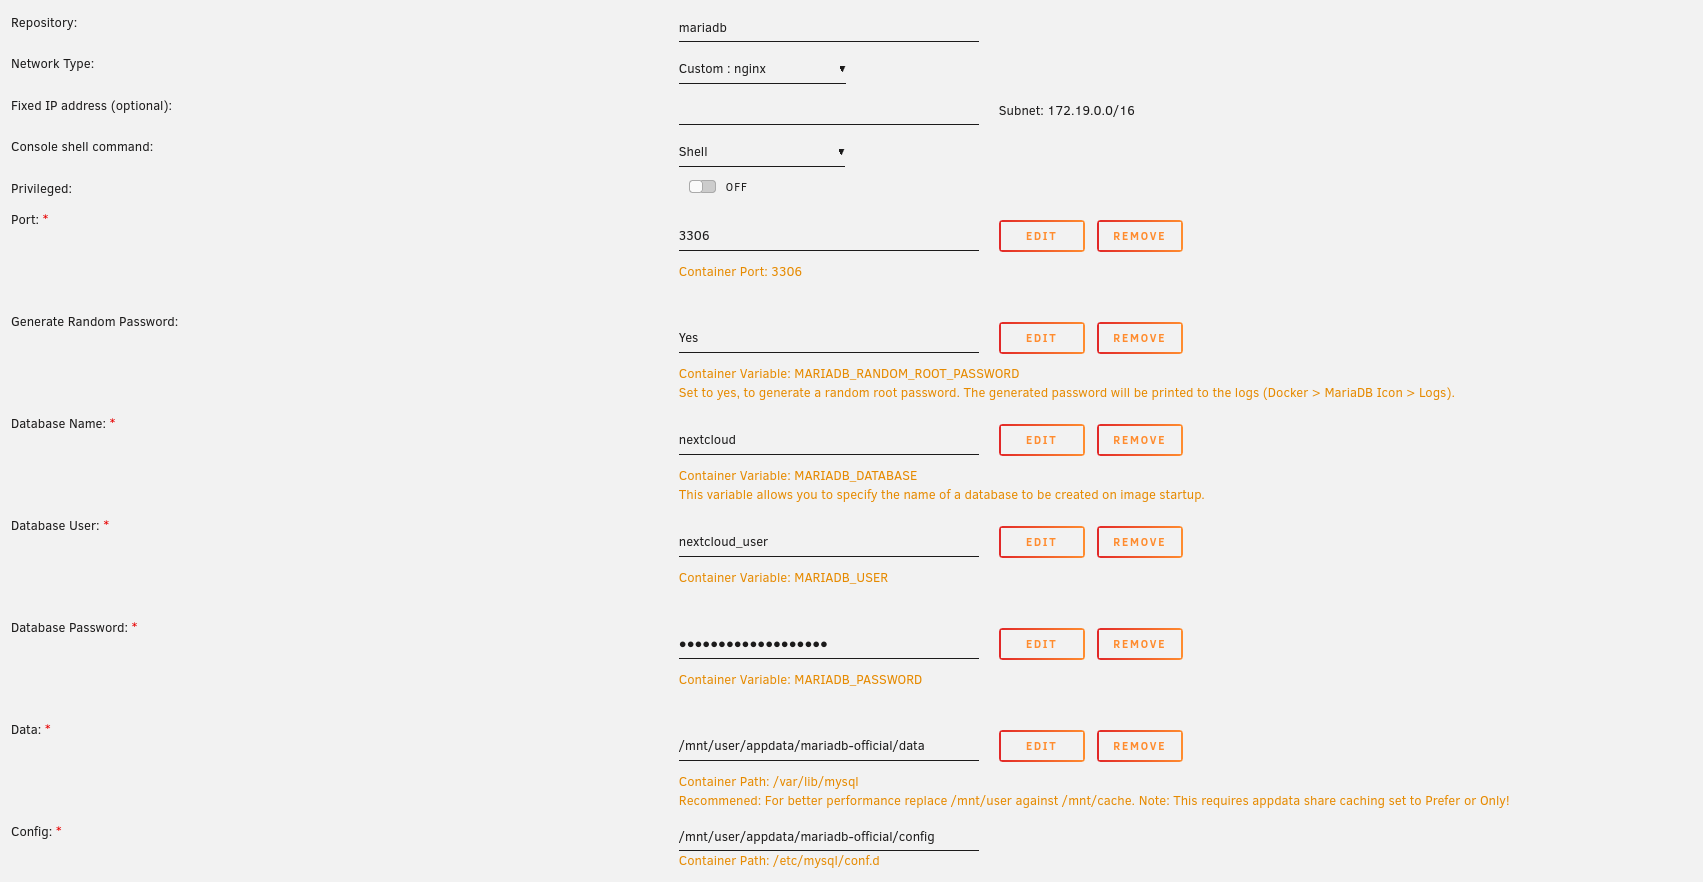 Repository:
mariadb
Network Type:
Custom : nginx
Fixed IP address (optional):
Subnet: 172.19.0.0/16
Console shell command:
Shell
Privileged:
OFF
Port: *
3306
EDIT
REMOVE
Container Port: 3306
Generate Random Password:
Yes
EDIT
REMOVE
Container Variable: MARIADB_RANDOM_ROOT_PASSWORD
Set to yes, to generate a random root password. The generated password will be printed to the logs (Docker > MariaDB Icon > Logs).
Database Name: *
nextcloud
EDIT
REMOVE
Container Variable: MARIADB_DATABASE
This variable allows you to specify the name of a database to be created on image startup.
Database User: *
nextcloud_user
EDIT
REMOVE
Container Variable: MARIADB_USER
Database Password: *
•••••••••••••••••••
EDIT
REMOVE
Container Variable: MARIADB_PASSWORD
Data: *
/mnt/user/appdata/mariadb-official/data
EDIT
REMOVE
Container Path: /var/lib/mysql
Recommened: For better performance replace /mnt/user against /mnt/cache. Note: This requires appdata share caching set to Prefer or Only!
Config: *
/mnt/user/appdata/mariadb-official/config
Container Path: /etc/mysql/conf.d